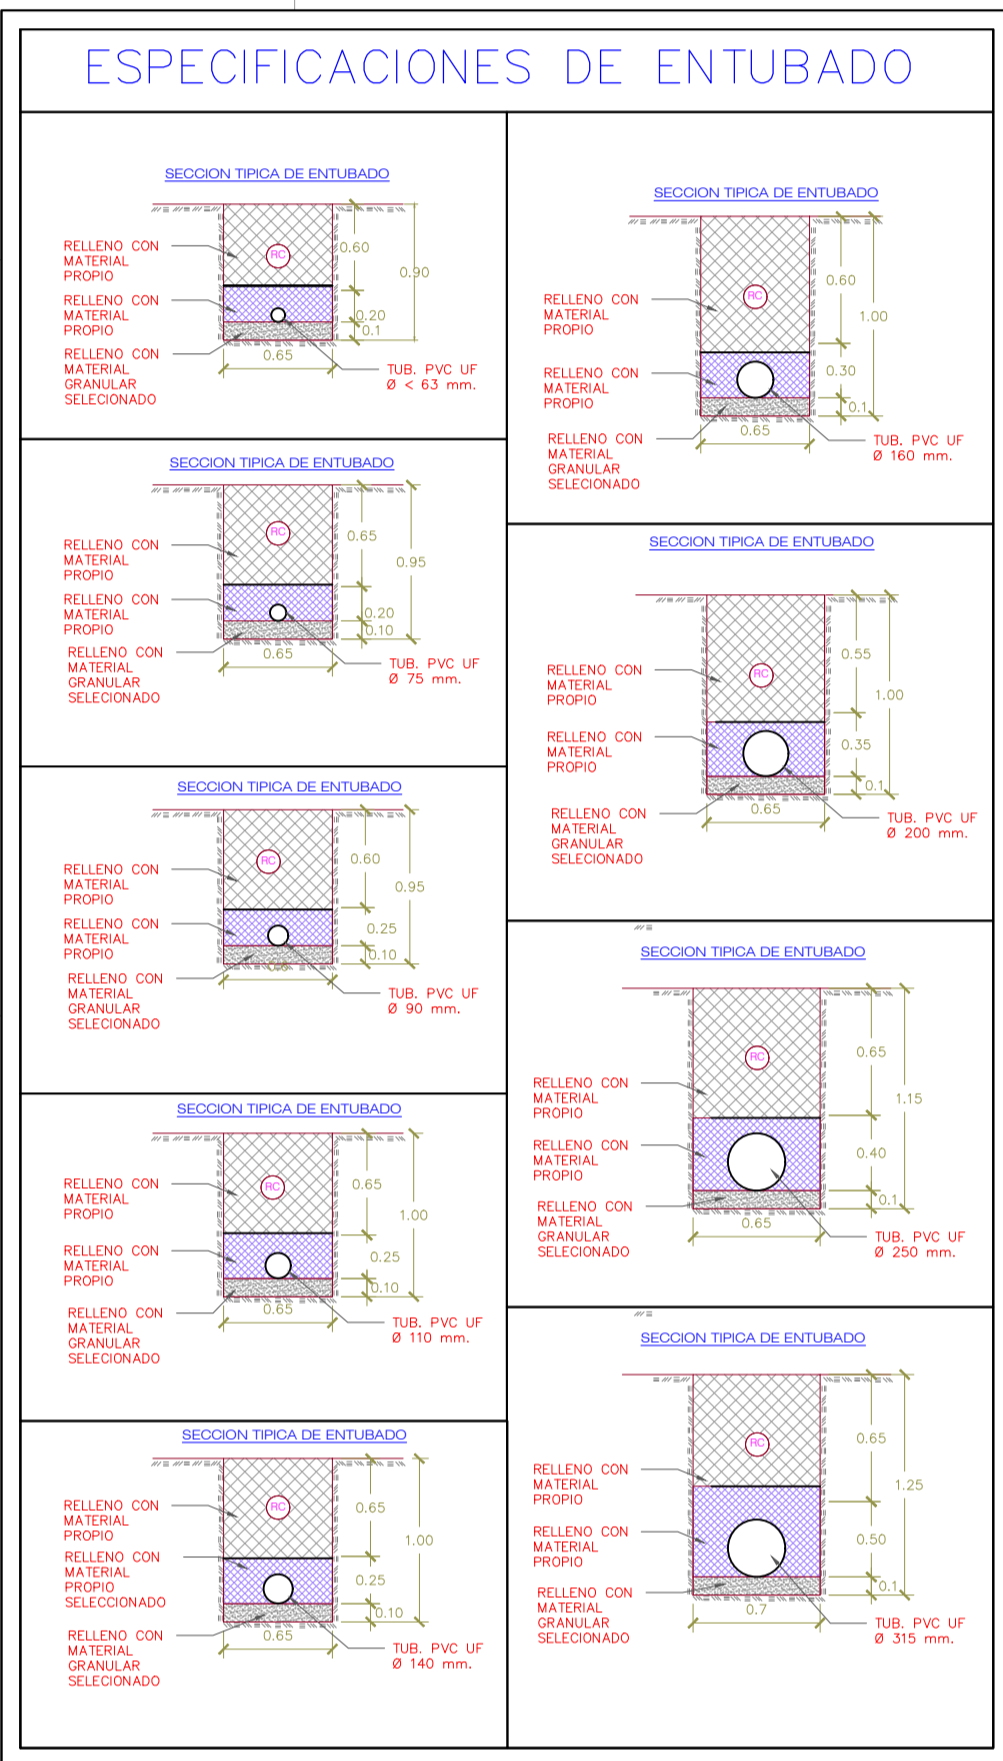 ESPECIFICACIONES DE ENTUBADO
SECCION TIPICA DE ENTUBADO
RELLENO CON
MATERIAL
PROPIO
RC
0.60
0.90
RELLENO CON
MATERIAL
PROPIO
0.20
0.1
RELLENO CON
MATERIAL
GRANULAR
SELECIONADO
0.65
TUB. PVC UF
Ø < 63 mm.
SECCION TIPICA DE ENTUBADO
RELLENO CON
MATERIAL
PROPIO
RC
0.65
0.95
RELLENO CON
MATERIAL
PROPIO
0.20
0.10
RELLENO CON
MATERIAL
GRANULAR
SELECIONADO
0.65
TUB. PVC UF
Ø 75 mm.
SECCION TIPICA DE ENTUBADO
RELLENO CON
MATERIAL
PROPIO
RC
0.60
0.95
RELLENO CON
MATERIAL
PROPIO
0.25
0.10
RELLENO CON
MATERIAL
GRANULAR
SELECIONADO
TUB. PVC UF
Ø 90 mm.
SECCION TIPICA DE ENTUBADO
RELLENO CON
MATERIAL
PROPIO
RC
0.65
1.00
RELLENO CON
MATERIAL
PROPIO
0.25
0.10
RELLENO CON
MATERIAL
GRANULAR
SELECIONADO
0.65
TUB. PVC UF
Ø 110 mm.
SECCION TIPICA DE ENTUBADO
RELLENO CON
MATERIAL
PROPIO
RC
0.65
1.00
RELLENO CON
MATERIAL
PROPIO
SELECCIONADO
0.25
0.10
RELLENO CON
MATERIAL
GRANULAR
SELECIONADO
0.65
TUB. PVC UF
Ø 140 mm.
SECCION TIPICA DE ENTUBADO
RELLENO CON
MATERIAL
PROPIO
RC
0.60
1.00
RELLENO CON
MATERIAL
PROPIO
0.30
0.1
RELLENO CON
MATERIAL
GRANULAR
SELECIONADO
0.65
TUB. PVC UF
Ø 160 mm.
SECCION TIPICA DE ENTUBADO
RELLENO CON
MATERIAL
PROPIO
RC
0.55
1.00
RELLENO CON
MATERIAL
PROPIO
0.35
0.1
RELLENO CON
MATERIAL
GRANULAR
SELECIONADO
0.65
TUB. PVC UF
Ø 200 mm.
SECCION TIPICA DE ENTUBADO
RELLENO CON
MATERIAL
PROPIO
RC
0.65
1.15
RELLENO CON
MATERIAL
PROPIO
0.40
0.1
RELLENO CON
MATERIAL
GRANULAR
SELECIONADO
0.65
TUB. PVC UF
Ø 250 mm.
SECCION TIPICA DE ENTUBADO
RELLENO CON
MATERIAL
PROPIO
RC
0.65
1.25
RELLENO CON
MATERIAL
PROPIO
0.50
0.1
RELLENO CON
MATERIAL
GRANULAR
SELECIONADO
0.7
TUB. PVC UF
Ø 315 mm.